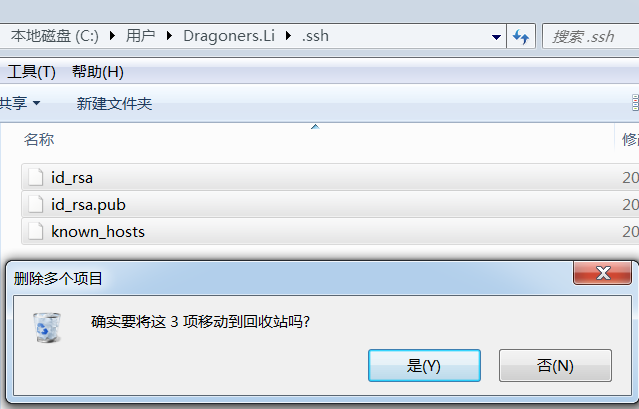 本地磁盘 (C:) 用户 Dragoners.Li .ssh 搜索 .ssh
工具(T) 帮助(H)
共享 新建文件夹
名称 修
id_rsa 20
id_rsa.pub 20
known_hosts 20
删除多个项目
确实要将这 3 项移动到回收站吗?
是(Y) 否(N)